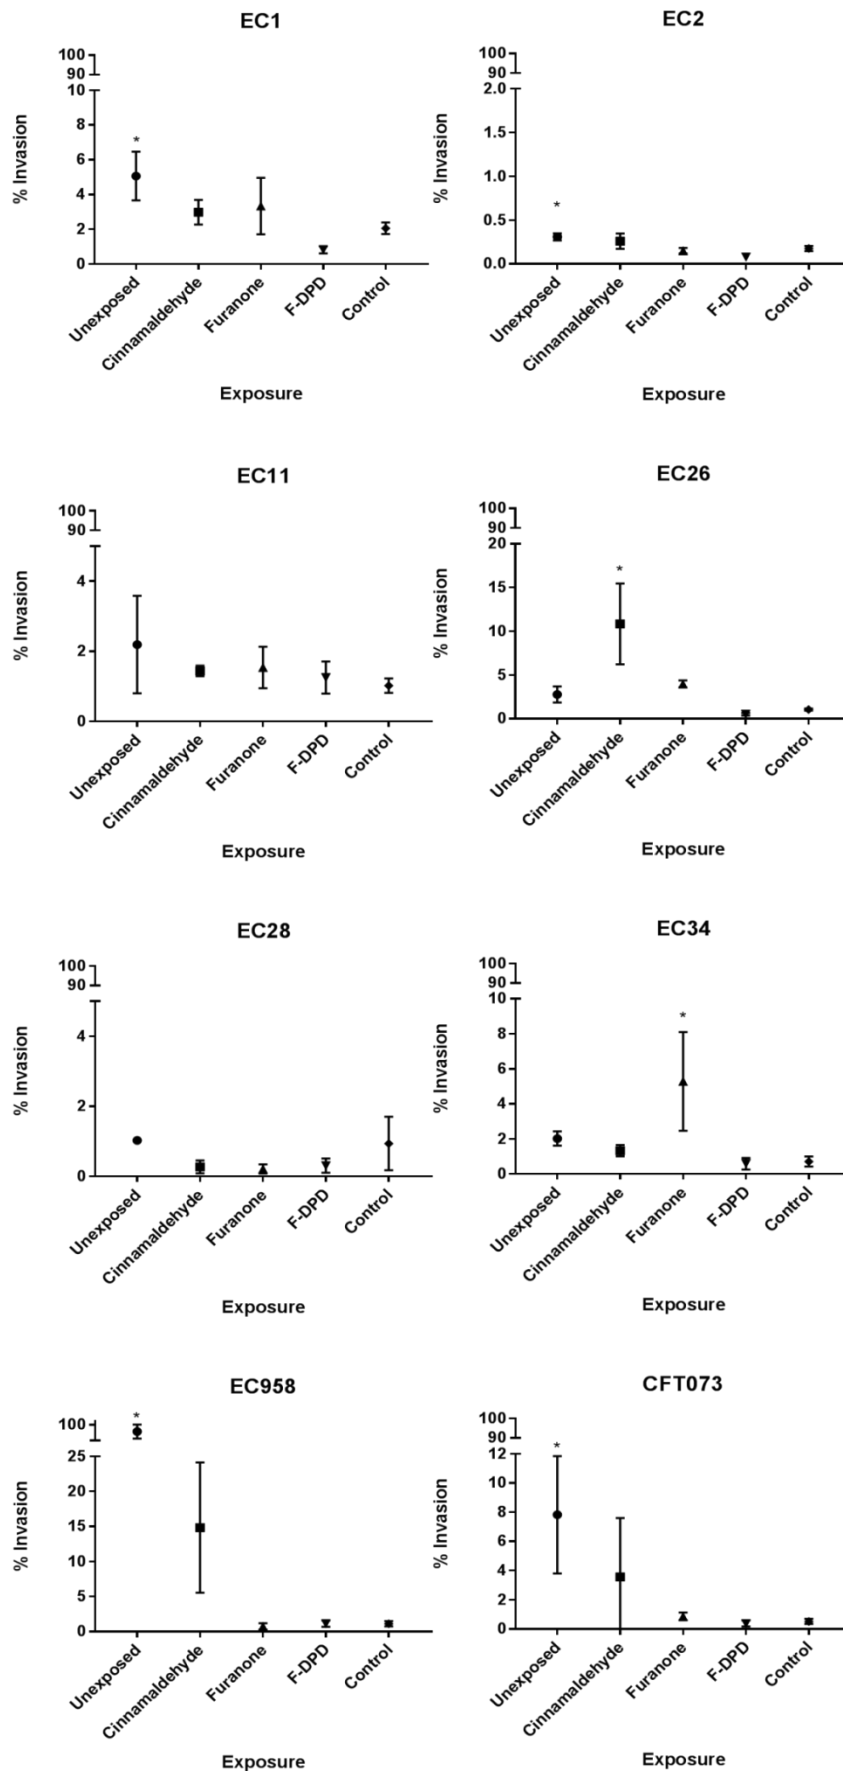 EC1
100
90
10
8
6
4
2
0
% Invasion
*
Unexposed
Cinnamaldehyde
Furanone
F-DPD
Control
Exposure
EC2
100
90
2.0
1.5
1.0
0.5
0.0
% Invasion
*
Unexposed
Cinnamaldehyde
Furanone
F-DPD
Control
Exposure
EC11
100
90
4
2
0
% Invasion
Unexposed
Cinnamaldehyde
Furanone
F-DPD
Control
Exposure
EC26
100
90
20
15
10
5
0
% Invasion
*
Unexposed
Cinnamaldehyde
Furanone
F-DPD
Control
Exposure
EC28
100
90
4
2
0
% Invasion
Unexposed
Cinnamaldehyde
Furanone
F-DPD
Control
Exposure
EC34
100
90
10
8
6
4
2
0
% Invasion
*
Unexposed
Cinnamaldehyde
Furanone
F-DPD
Control
Exposure
EC958
100
25
20
15
10
5
0
% Invasion
*
Unexposed
Cinnamaldehyde
Furanone
F-DPD
Control
Exposure
CFT073
100
90
12
10
8
6
4
2
0
% Invasion
*
Unexposed
Cinnamaldehyde
Furanone
F-DPD
Control
Exposure